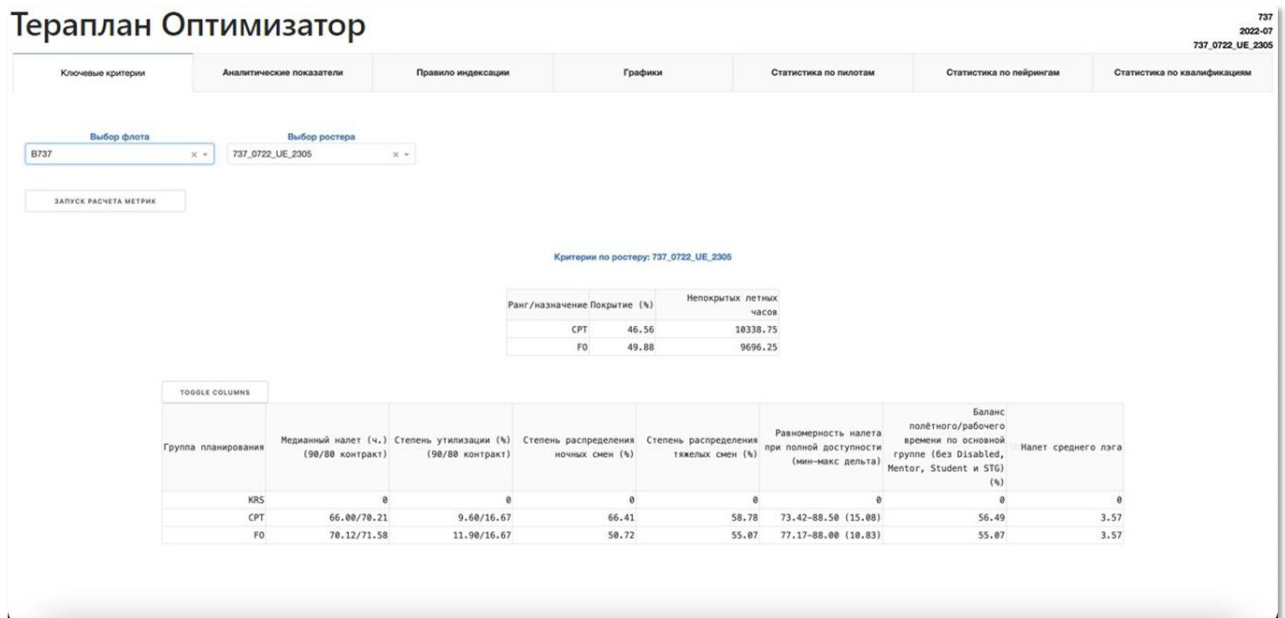 Тераплан Оптимизатор
737
2022-07
737_0722_UE_2305
Ключевые критерии Аналитические показатели Правило индексации Графики Статистика по пилотам Статистика по пейрингам Статистика по квалификациям
Выбор флота Выбор ростера
B737 × 737_0722_UE_2305 ×
ЗАПУСК РАСЧЕТА МЕТРИК
Критерии по ростеру: 737_0722_UE_2305
Ранг/назначение Покрытие (%) Непокрытых летных
часов
CPT 46.56 10338.75
FO 49.88 9696.25
TOGGLE COLUMNS
Баланс
полётного/рабочего
Группа планирования Медианный налет (ч.) Степень утилизации (%) Степень распределения Степень распределения Равномерность налета времени по основной Налет среднего лэга
(90/80 контракт) (90/80 контракт) ночных смен (%) тяжелых смен (%) при полной доступности группе (без Disabled,
(мин-макс дельта) Mentor, Student и STG)
(%)
KRS 0 0 0 0 0 0 0
CPT 66.00/70.21 9.60/16.67 66.41 58.78 73.42-88.50 (15.08) 56.49 3.57
FO 70.12/71.58 11.90/16.67 50.72 55.07 77.17-88.00 (10.83) 55.07 3.57